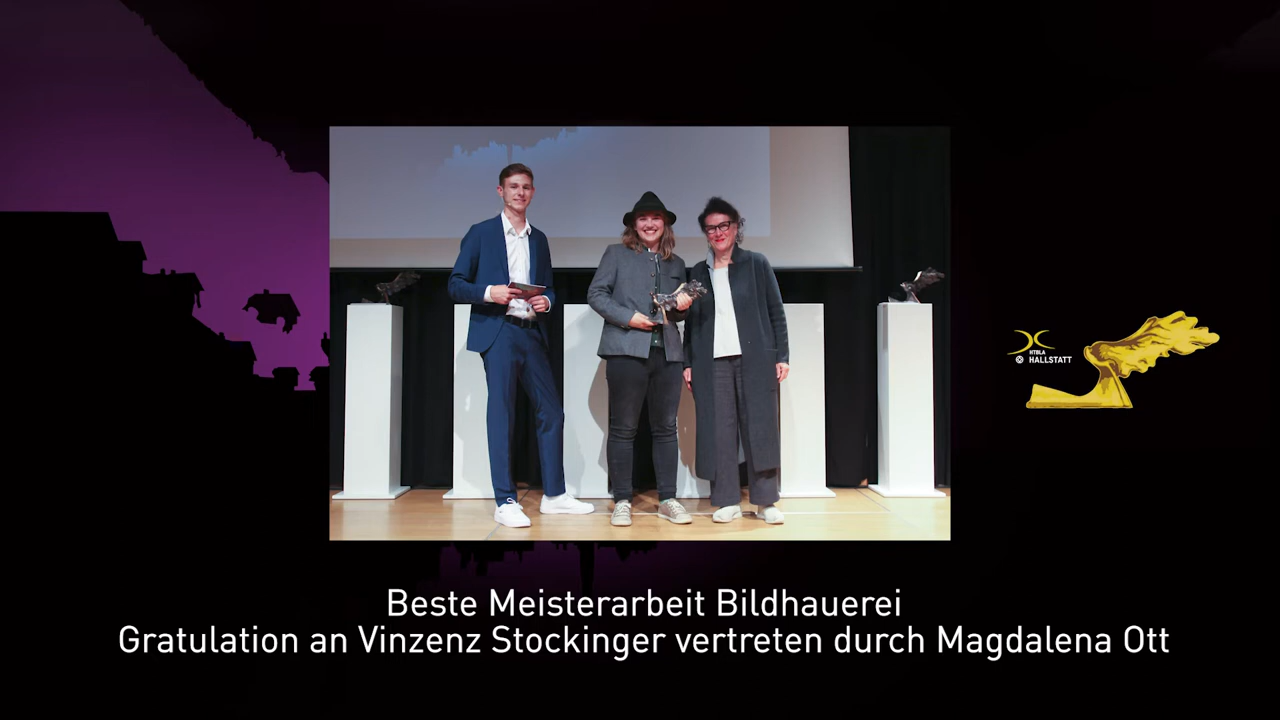 HTBLA
HALLSTATT
Beste Meisterarbeit Bildhauerei
Gratulation an Vinzenz Stockinger vertreten durch Magdalena Ott